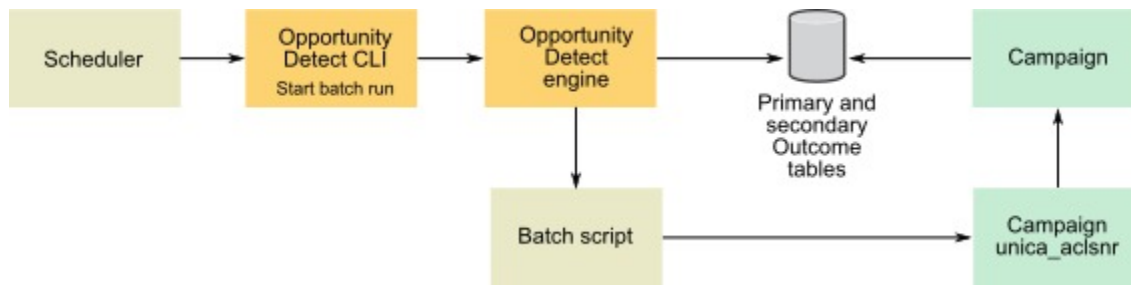 Scheduler
Opportunity
Detect CLI
Start batch run
Opportunity
Detect
engine
Primary and
secondary
Outcome
tables
Campaign
Batch script
Campaign
unica_aclsnr